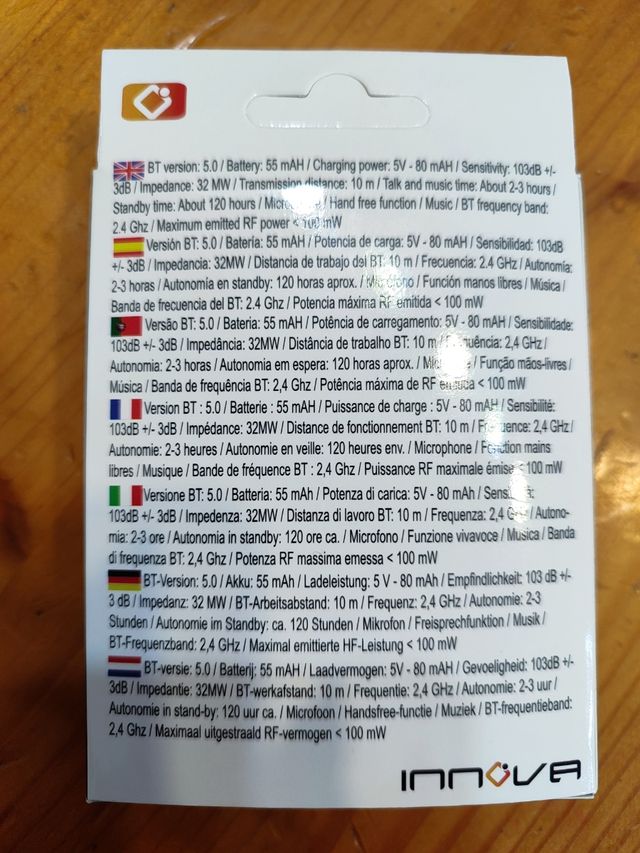 BT version: 5.0 / Battery: 55 mAH / Charging power: 5V - 80 mAH / Sensitivity: 103dB +/-
3dB / Impedance: 32 MW / Transmission distance: 10 m / Talk and music time: About 2-3 hours /
Standby time: About 120 hours / / Hand free function / Music / BT frequency band:
2.4 Ghz / Maximum emitted RF power < 100 mW
Versión BT: 5.0 / Batería: 55 mAH / Potencia de carga: 5V - 80 mAH / Sensibilidad: 103dB
+/- 3dB / Impedancia: 32MW / Distancia de trabajo del BT: 10 m / Frecuencia: 2.4 GHz / Autonomía:
2-3 horas / Autonomía en standby: 120 horas aprox. / Micrófono / Función manos libres / Música /
Banda de frecuencia del BT: 2.4 Ghz / Potencia máxima RF emitida < 100 mW
Versão BT: 5.0 / Bateria: 55 mAH / Potência de carregamento: 5V - 80 mAH / Sensibilidade:
103dB +/- 3dB / Impedância: 32MW / Distância de trabalho BT: 10 m / Frequência: 2,4 GHz /
Autonomia: 2-3 horas / Autonomia em espera: 120 horas aprox. / / Função mãos-livres /
Música / Banda de frequência BT: 2,4 Ghz / Potência máxima de RF emitida < 100 mW
Version BT : 5.0 / Batterie : 55 mAH / Puissance de charge : 5V - 80 mAH / Sensibilité:
103dB +/- 3dB / Impédance: 32MW / Distance de fonctionnement BT: 10 m / Fréquence: 2,4 GHz /
Autonomie: 2-3 heures / Autonomie en veille: 120 heures env. / Microphone / Fonction mains
libres / Musique / Bande de fréquence BT : 2,4 Ghz / Puissance RF maximale émise < 100 mW
Versione BT: 5.0 / Batteria: 55 mAh / Potenza di carica: 5V - 80 mAh /
103dB +/- 3dB / Impedenza: 32MW / Distanza di lavoro BT: 10 m / Frequenza: 2,4 GHz / Autono-
mia: 2-3 ore / Autonomia in standby: 120 ore ca. / Microfono / Funzione vivavoce / Musica / Banda
di frequenza BT: 2,4 Ghz / Potenza RF massima emessa < 100 mW
BT-Version: 5.0 / Akku: 55 mAh / Ladeleistung: 5 V - 80 mAh / Empfindlichkeit: 103 dB +/-
3 dB / Impedanz: 32 MW / BT-Arbeitsabstand: 10 m / Frequenz: 2,4 GHz / Autonomie: 2-3
Stunden / Autonomie im Standby: ca. 120 Stunden / Mikrofon / Freisprechfunktion / Musik /
BT-Frequenzband: 2,4 GHz / Maximal emittierte HF-Leistung < 100 mW
BT-versie: 5.0 / Batterij: 55 mAH / Laadvermogen: 5V - 80 mAH / Gevoeligheid: 103dB +/-
3dB / Impedantie: 32MW / BT-werkafstand: 10 m / Frequentie: 2,4 GHz / Autonomie: 2-3 uur /
Autonomie in stand-by: 120 uur ca. / Microfoon / Handsfree-functie / Muziek / BT-frequentieband:
2,4 Ghz / Maximaal uitgestraald RF-vermogen < 100 mW
INNOVA